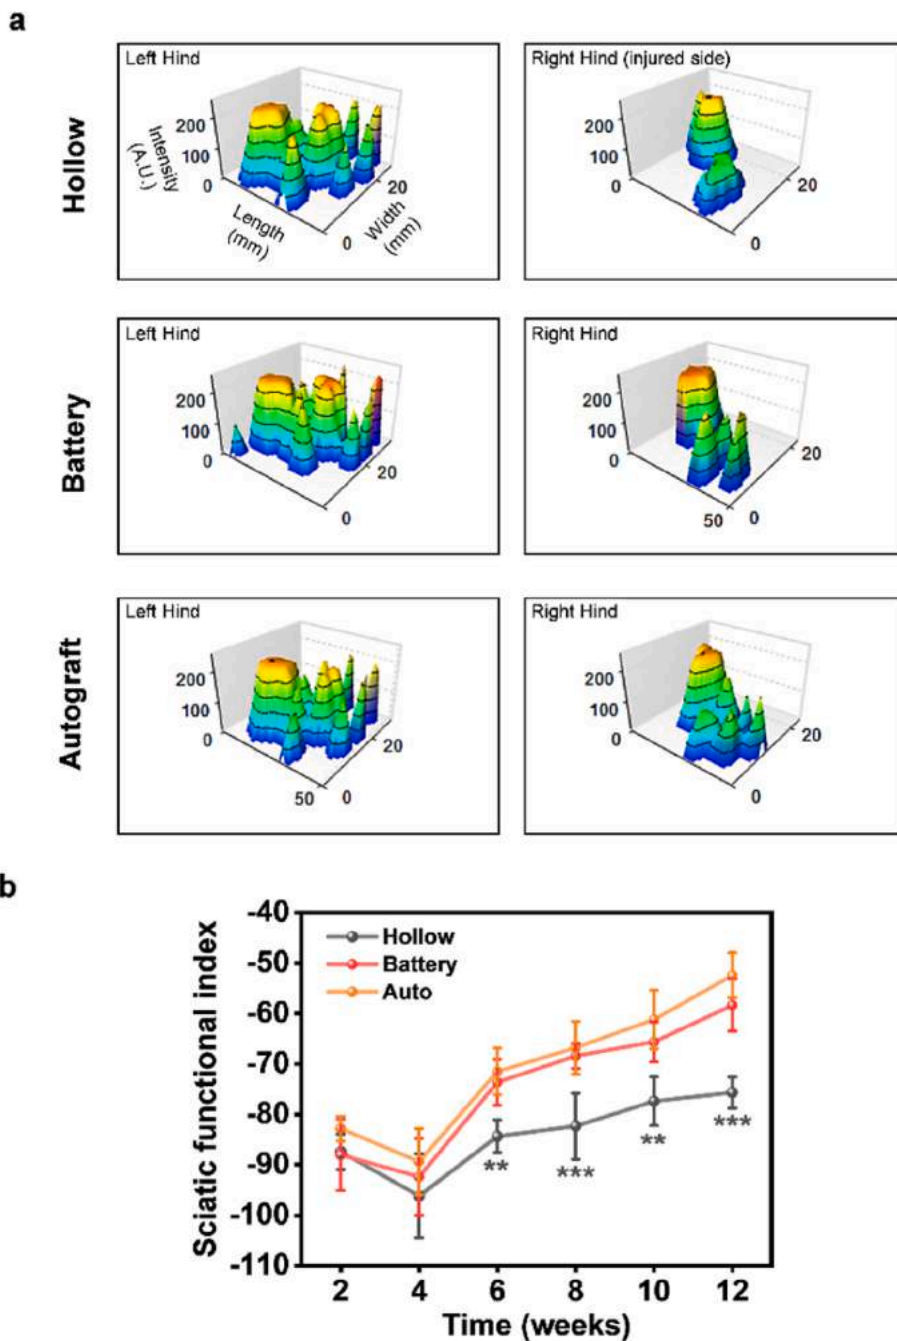 a
Hollow
Left Hind
200
100
0
Intensity
(A.U.)
Length
(mm)
Width
(mm)
20
0
Right Hind (injured side)
200
100
0
20
0
Battery
Left Hind
200
100
0
20
0
Right Hind
200
100
0
20
50
0
Autograft
Left Hind
200
100
0
20
50
0
Right Hind
200
100
0
20
0
b
Sciatic functional index
-40
-50
-60
-70
-80
-90
-100
-110
Hollow
Battery
Auto
**
***
**
***
2 4 6 8 10 12
Time (weeks)